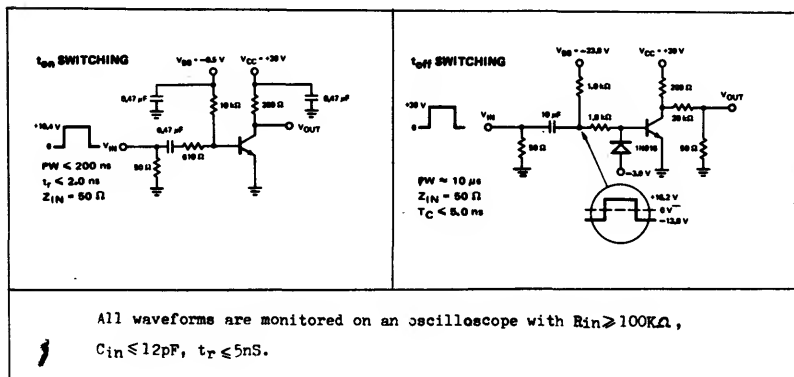 ton SWITCHING
VBB = -0.5 V
VCC = +30 V
0.47 µF
10 kΩ
200 Ω
0.47 µF
VOUT
+10.4 V
0
VIN
0.47 µF
50 Ω
610 Ω
PW ≤ 200 ns
tr ≤ 2.0 ns
ZIN = 50 Ω
toff SWITCHING
VBB = -23.0 V
VCC = +30 V
1.0 kΩ
200 Ω
VOUT
+30 V
0
VIN
10 µF
1.0 kΩ
20 kΩ
50 Ω
1N916
50 Ω
-3.0 V
PW ≈ 10 µs
ZIN = 50 Ω
TC ≤ 5.0 ns
+16.2 V
0 V
-13.8 V
All waveforms are monitored on an oscilloscope with Rin ≥ 100KΩ,
Cin ≤ 12pF, tr ≤ 5nS.